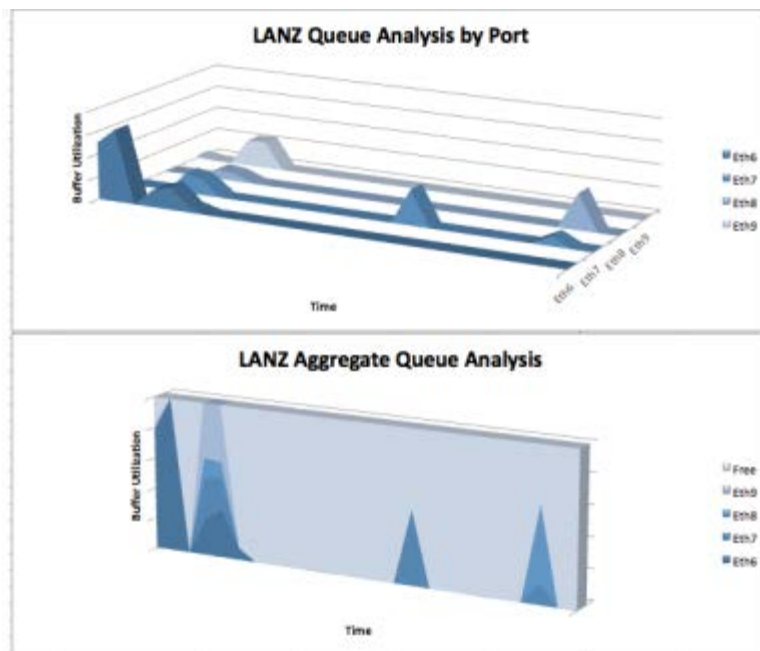 LANZ Queue Analysis by Port
Buffer Utilization
Eth6
Eth7
Eth8
Eth9
Eth6
Eth7
Eth8
Eth9
Time
LANZ Aggregate Queue Analysis
Buffer Utilization
Free
Eth9
Eth8
Eth7
Eth6
Time